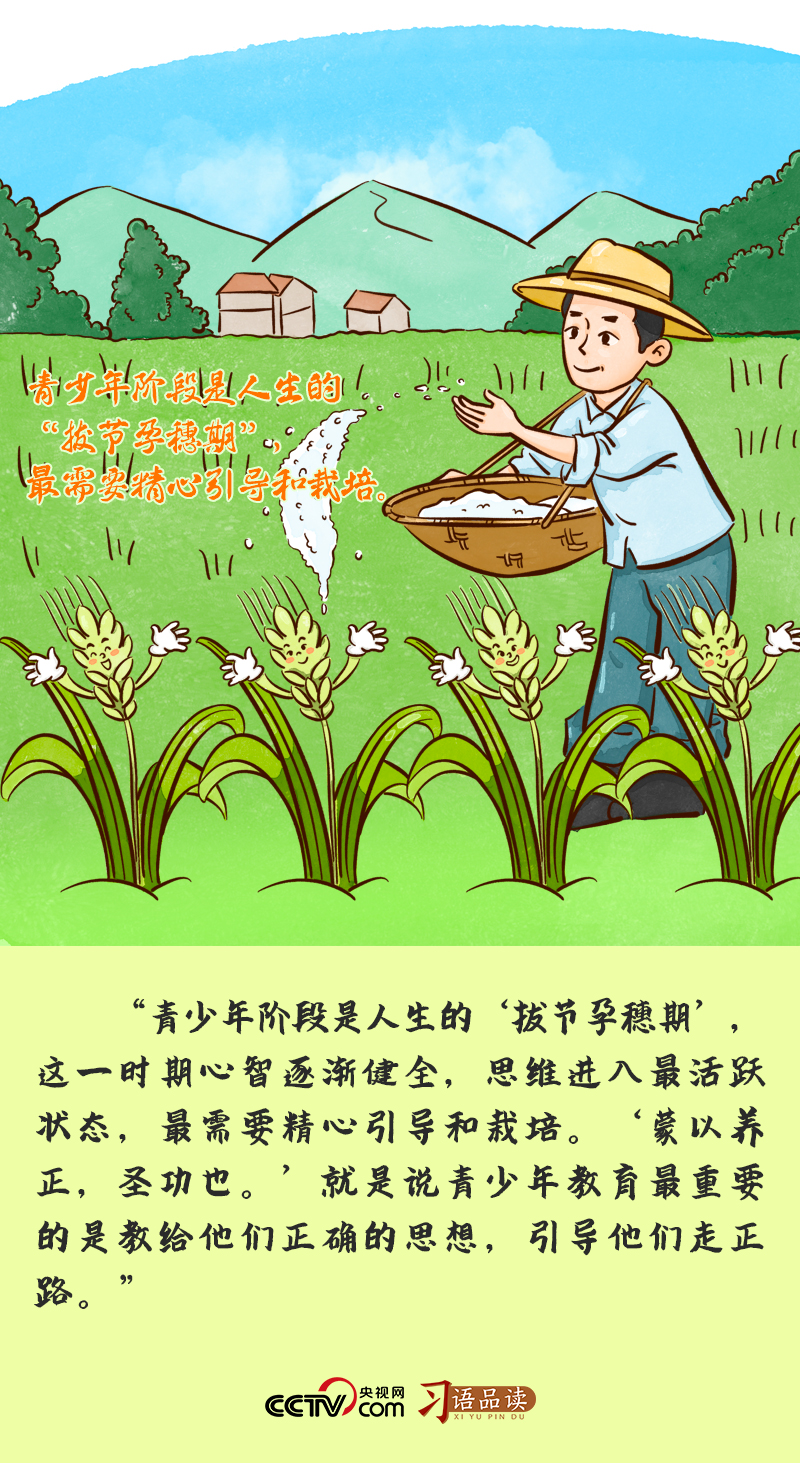 青少年阶段是人生的
“拔节孕穗期”，
最需要精心引导和栽培。
“青少年阶段是人生的‘拔节孕穗期’，
这一时期心智逐渐健全，思维进入最活跃
状态，最需要精心引导和栽培。‘蒙以养
正，圣功也。’就是说青少年教育最重要
的是教给他们正确的思想，引导他们走正
路。”
CCTV.com 央视网
习语品读
XI YU PIN DU